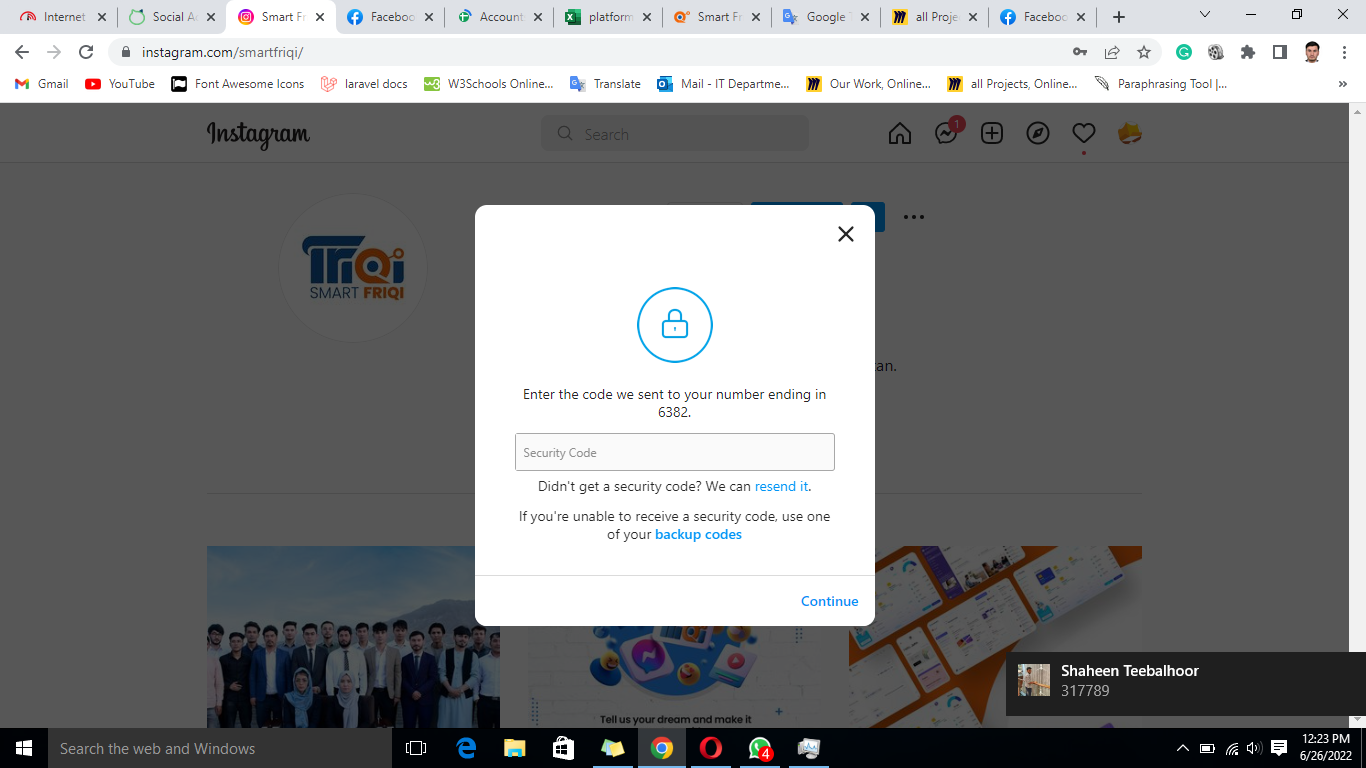 Internet
Social A
Smart Fr
Faceboo
Account
platform
Smart Fr
Google T
all Proje
Faceboo
instagram.com/smartfriqi/
Gmail
YouTube
Font Awesome Icons
laravel docs
W3Schools Online...
Translate
Mail - IT Departme...
Our Work, Online...
all Projects, Online...
Paraphrasing Tool |...
»
Instagram
Search
1
FRiQi
SMART FRIQI
an.
Enter the code we sent to your number ending in
6382.
Security Code
Didn't get a security code? We can resend it.
If you're unable to receive a security code, use one
of your backup codes
Continue
Tell us your dream and make it
Shaheen Teebalhoor
317789
Search the web and Windows
4
12:23 PM
6/26/2022